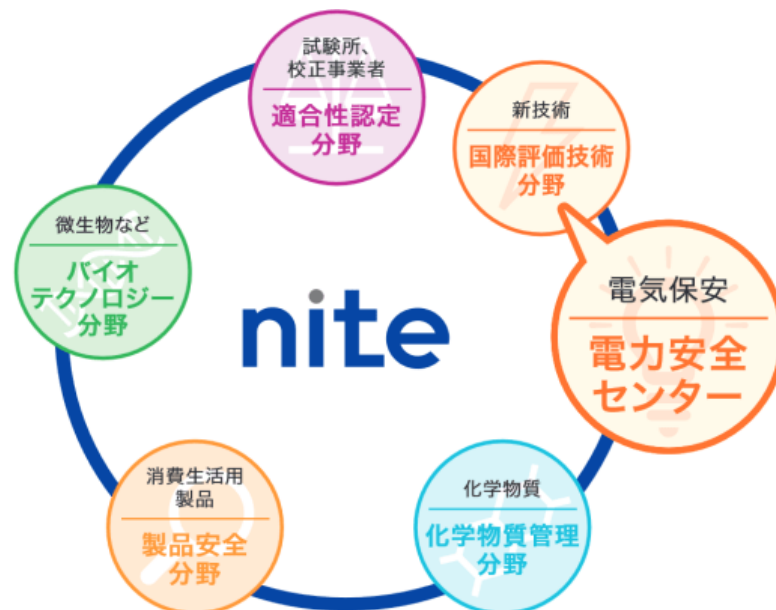 試験所、
校正事業者
適合性認定
分野
新技術
国際評価技術
分野
電気保安
電力安全
センター
化学物質
化学物質管理
分野
消費生活用
製品
製品安全
分野
微生物など
バイオ
テクノロジー
分野
nite